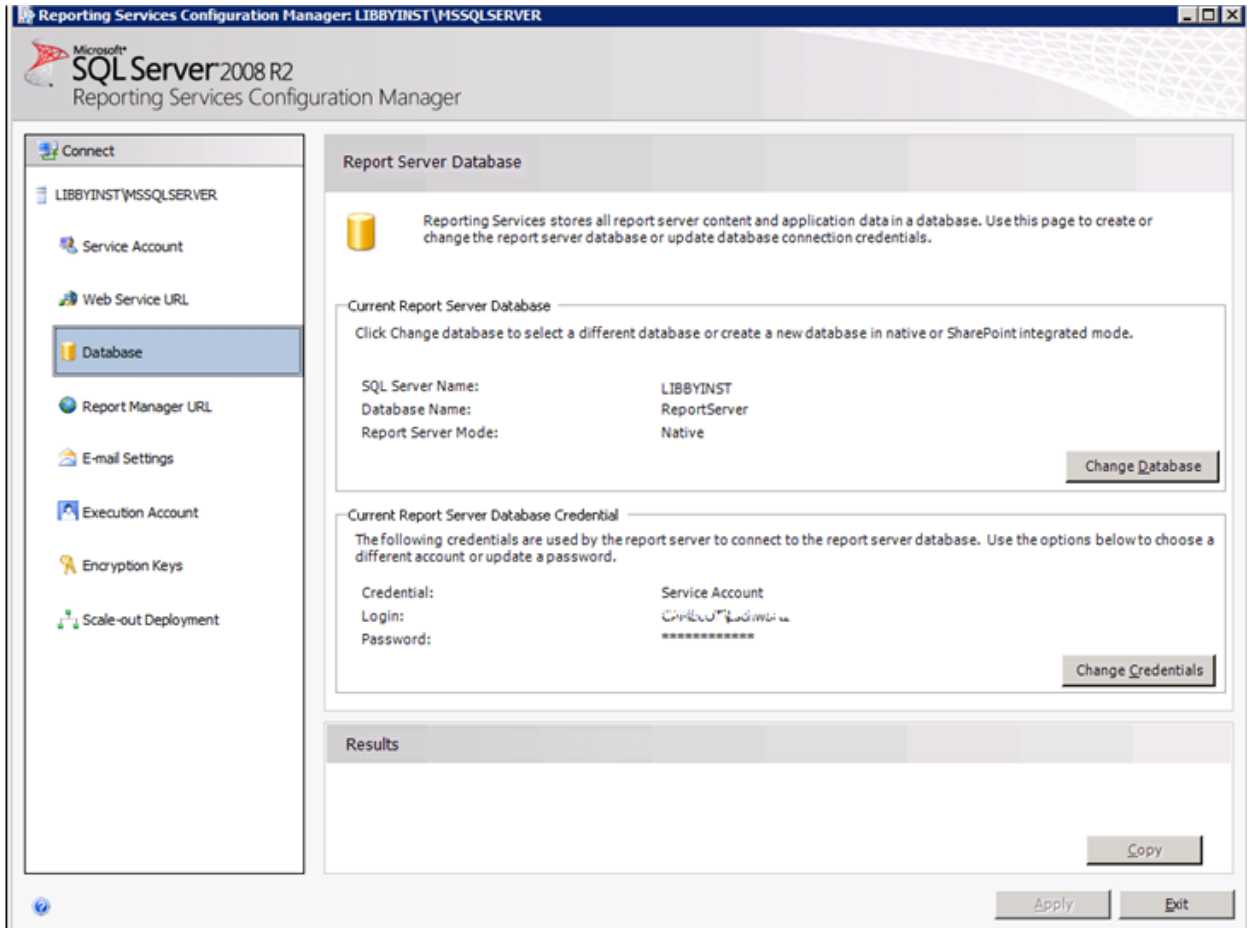 Reporting Services Configuration Manager: LIBBYINST\MSSQLSERVER
Microsoft®
SQL Server 2008 R2
Reporting Services Configuration Manager
Connect
LIBBYINST\MSSQLSERVER
Service Account
Web Service URL
Database
Report Manager URL
E-mail Settings
Execution Account
Encryption Keys
Scale-out Deployment
Report Server Database
Reporting Services stores all report server content and application data in a database. Use this page to create or
change the report server database or update database connection credentials.
Current Report Server Database
Click Change database to select a different database or create a new database in native or SharePoint integrated mode.
SQL Server Name: LIBBYINST
Database Name: ReportServer
Report Server Mode: Native
Change Database
Current Report Server Database Credential
The following credentials are used by the report server to connect to the report server database. Use the options below to choose a
different account or update a password.
Credential: Service Account
Login:
Password: ************
Change Credentials
Results
Copy
Apply
Exit